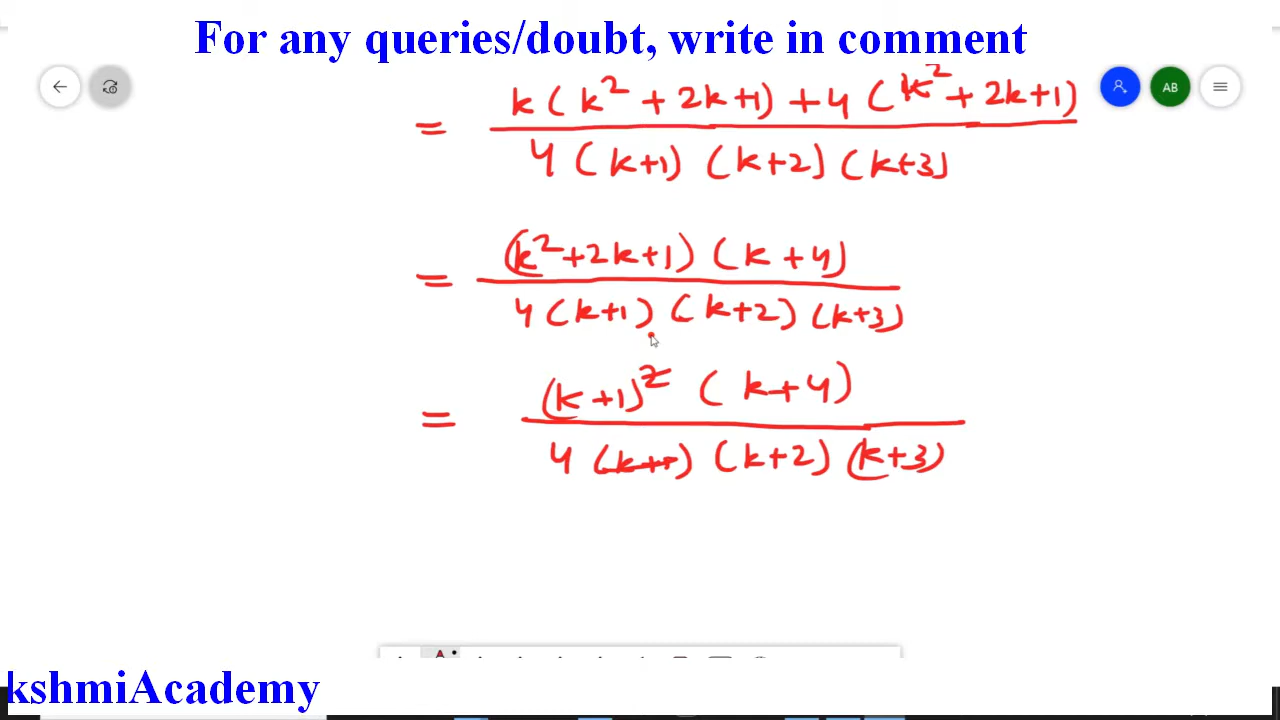 For any queries/doubt, write in comment
AB
k(k² + 2k+1) + 4(k² + 2k+1)
=
4(k+1) (k+2) (k+3)
(k²+2k+1) (k+4)
=
4(k+1) (k+2) (k+3)
(k+1)² (k+4)
=
4(k+1) (k+2) (k+3)
kshmiAcademy